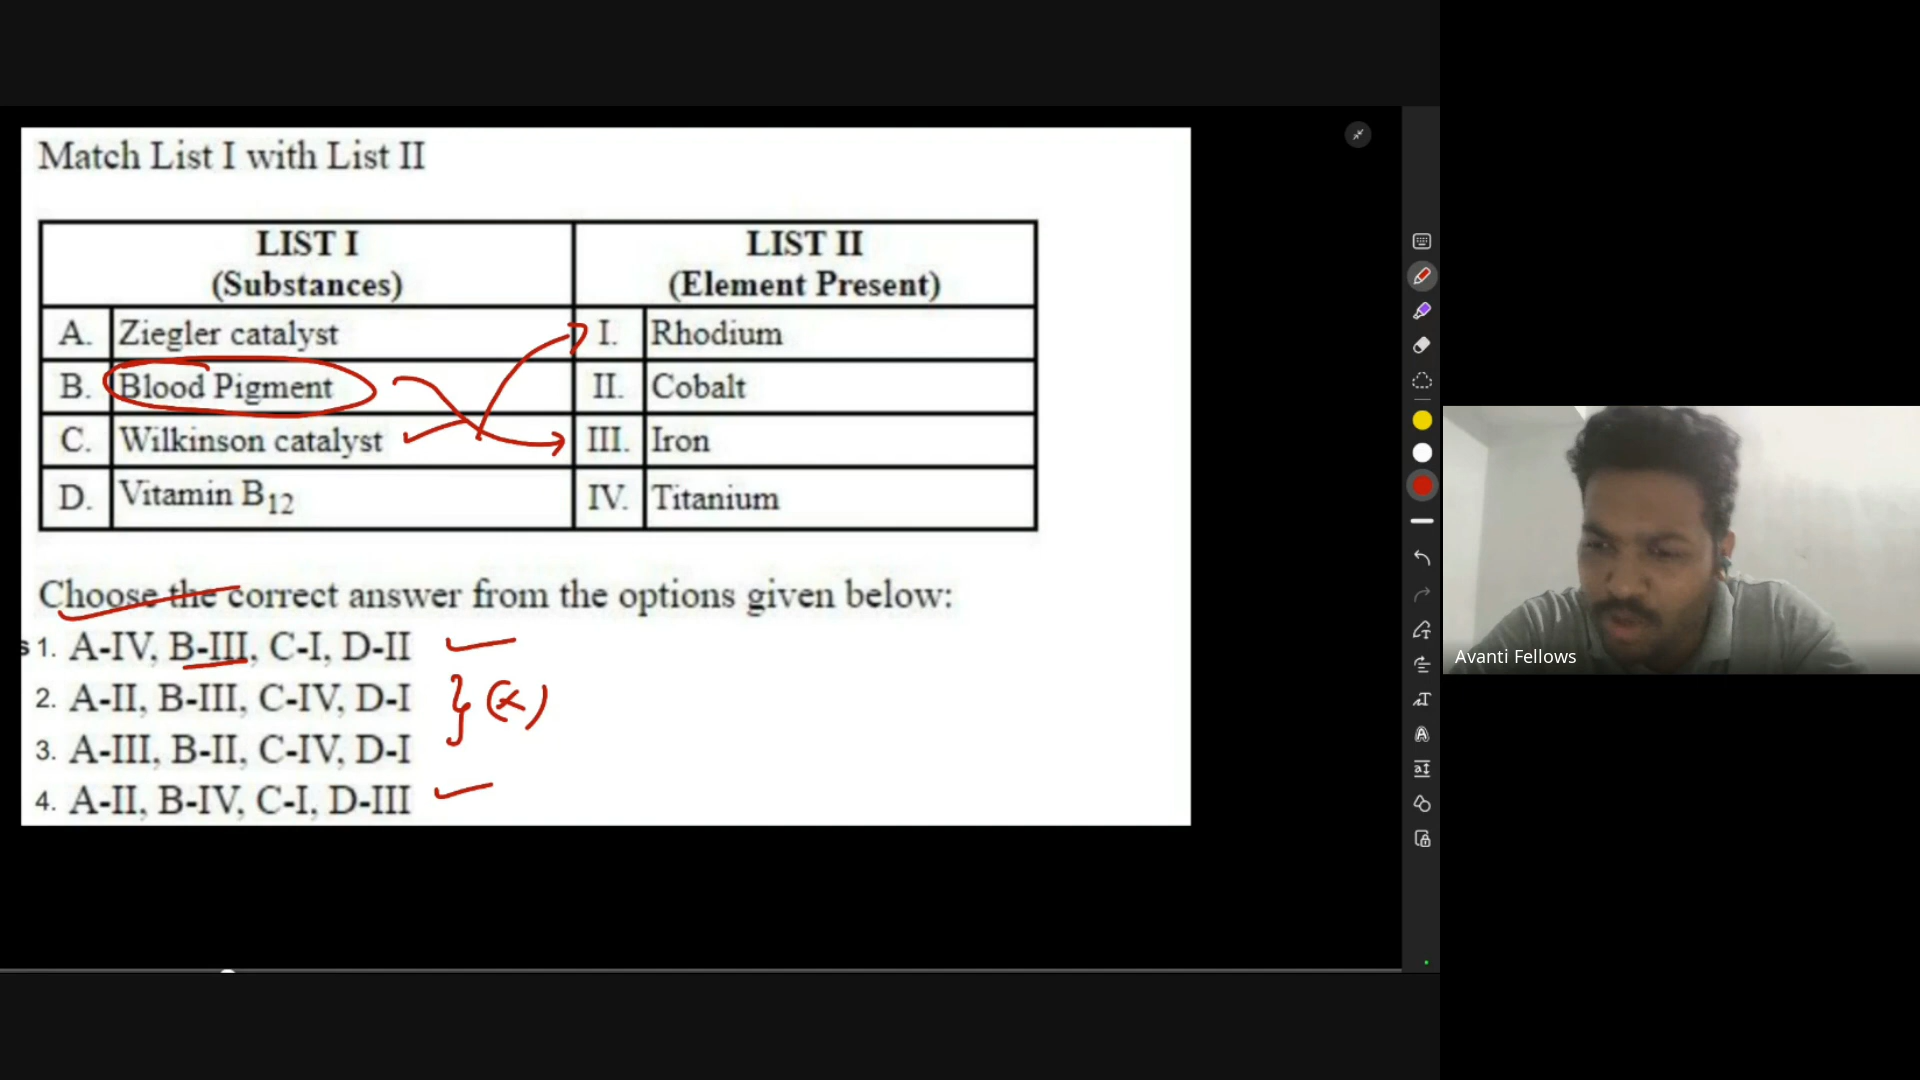 Match List I with List II
LIST I LIST II
(Substances) (Element Present)
A. Ziegler catalyst I. Rhodium
B. Blood Pigment II. Cobalt
C. Wilkinson catalyst III. Iron
D. Vitamin B12 IV. Titanium
Choose the correct answer from the options given below:
s 1. A-IV, B-III, C-I, D-II
2. A-II, B-III, C-IV, D-I } (x)
3. A-III, B-II, C-IV, D-I
4. A-II, B-IV, C-I, D-III
Avanti Fellows